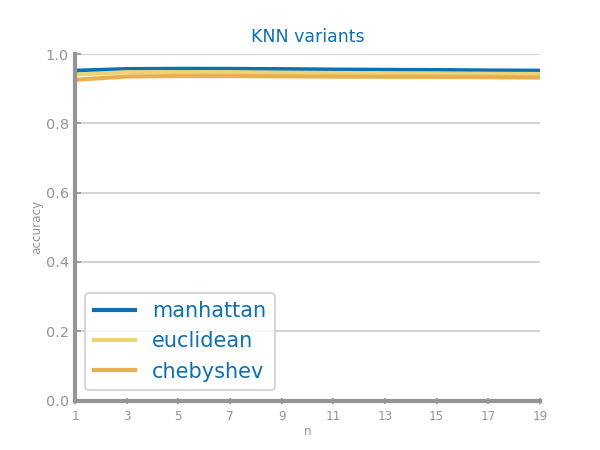 KNN variants
1.0
0.8
0.6
0.4
0.2
0.0
accuracy
manhattan
euclidean
chebyshev
1 3 5 7 9 11 13 15 17 19
n